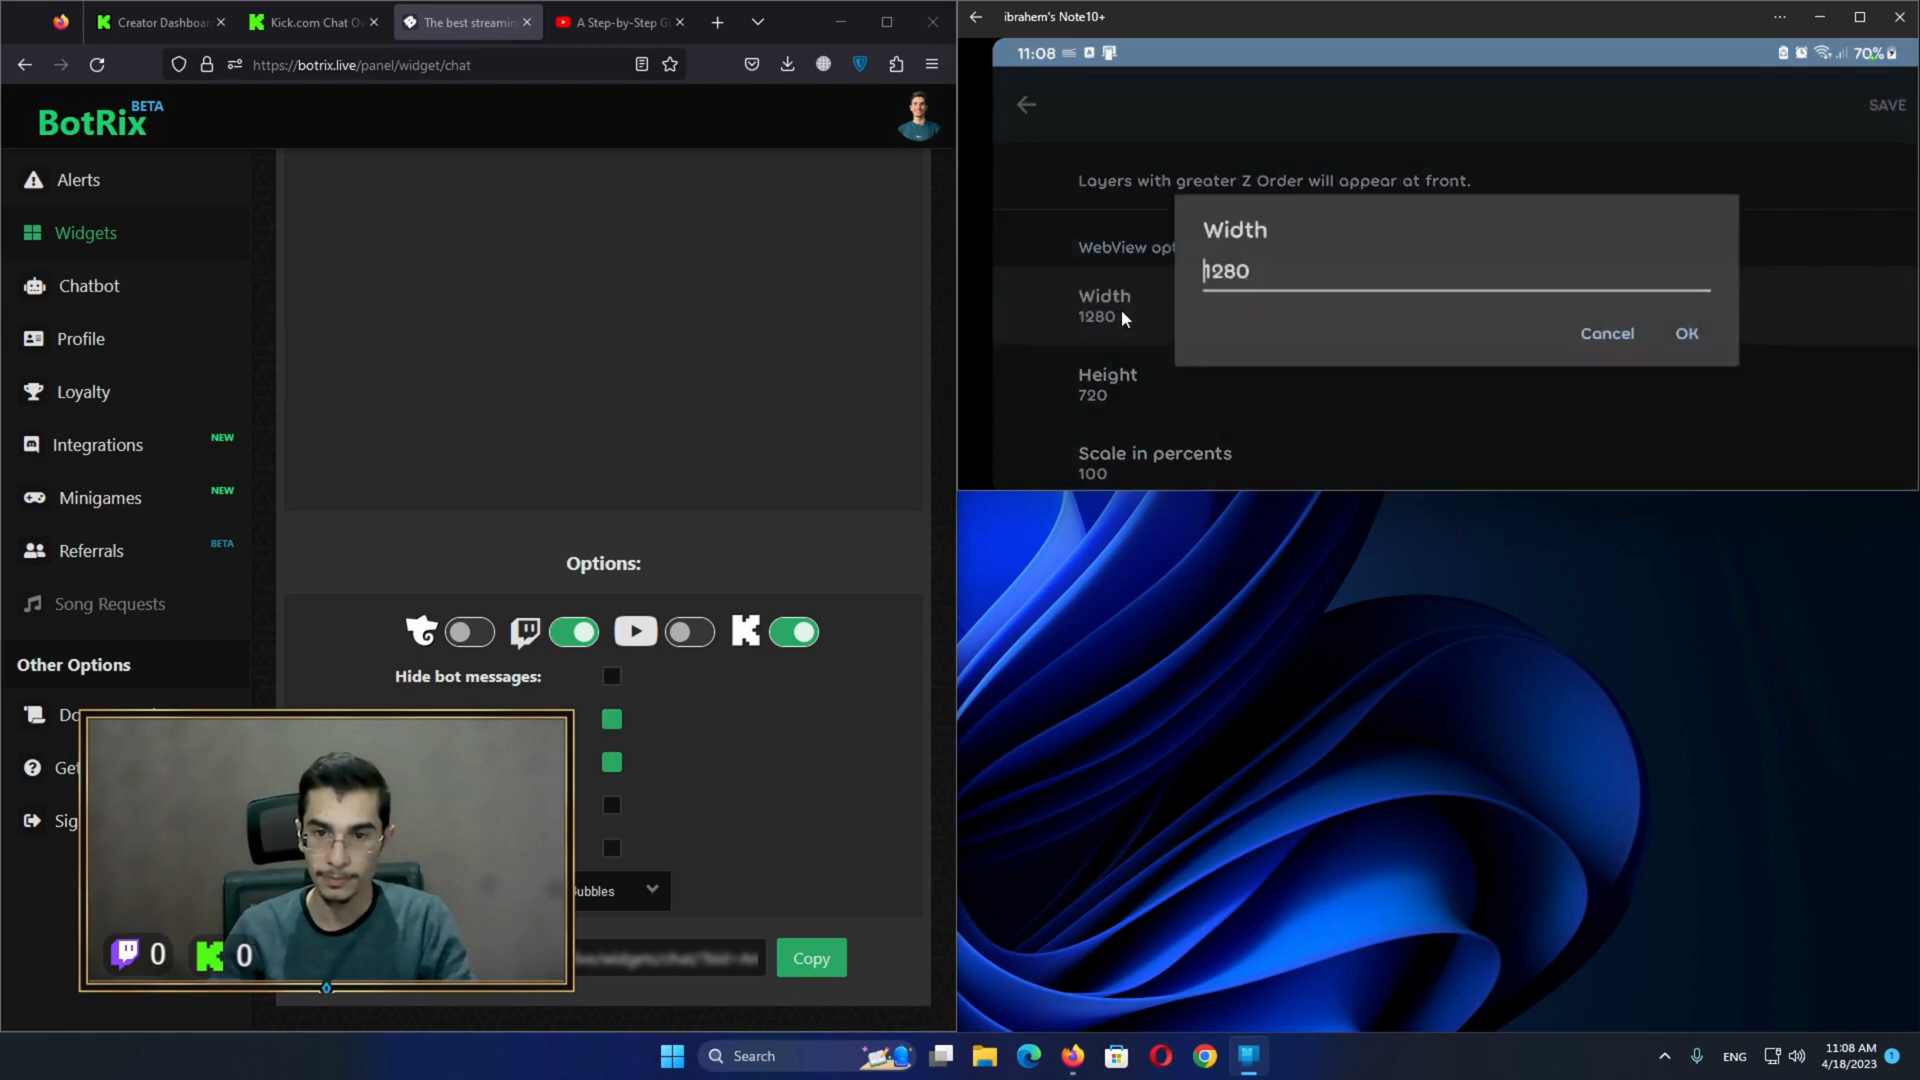 Creator Dashboar
Kick.com Chat Ov
The best streamin
A Step-by-Step G
https://botrix.live/panel/widget/chat
BotRix
BETA
Alerts
Widgets
Chatbot
Profile
Loyalty
Integrations
NEW
Minigames
NEW
Referrals
BETA
Song Requests
Other Options
Options:
Hide bot messages:
Copy
0
0
ibrahem's Note10+
11:08
70%
SAVE
Layers with greater Z Order will appear at front.
WebView opt
Width
1280
Height
720
Scale in percents
100
Width
1280
Cancel
OK
Search
ENG
11:08 AM
4/18/2023
1